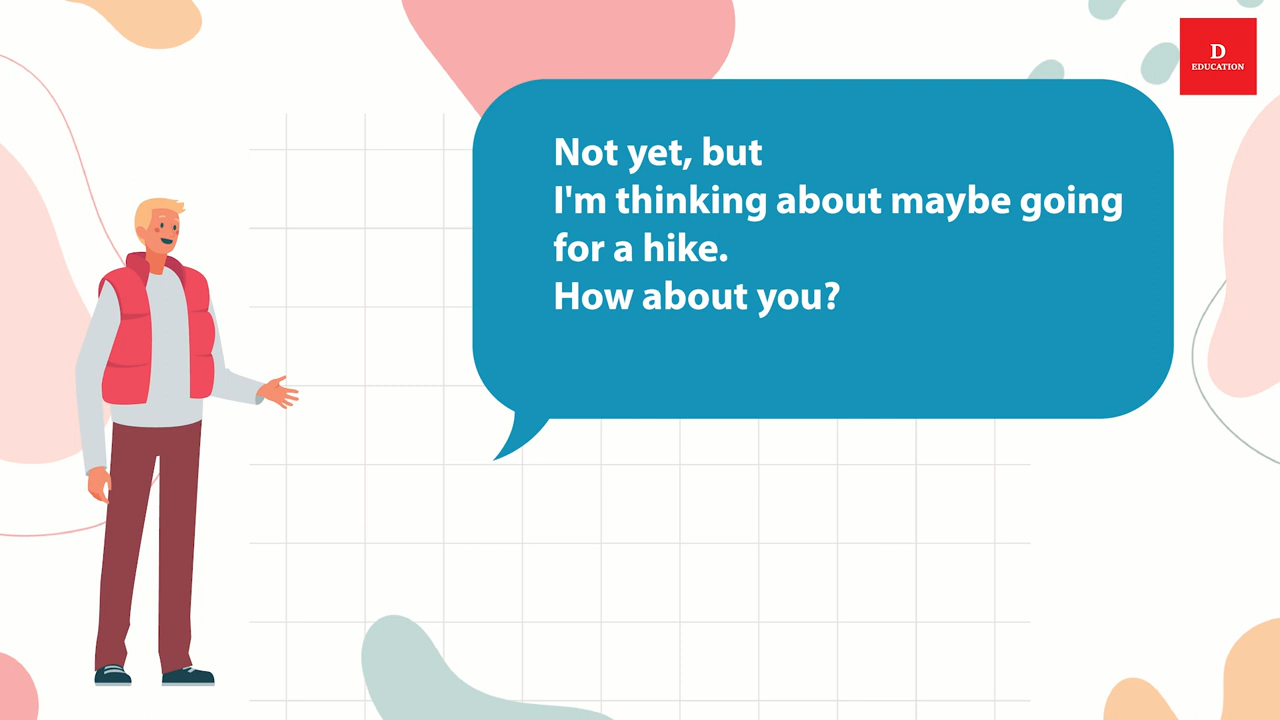 D
EDUCATION
Not yet, but
I'm thinking about maybe going
for a hike.
How about you?